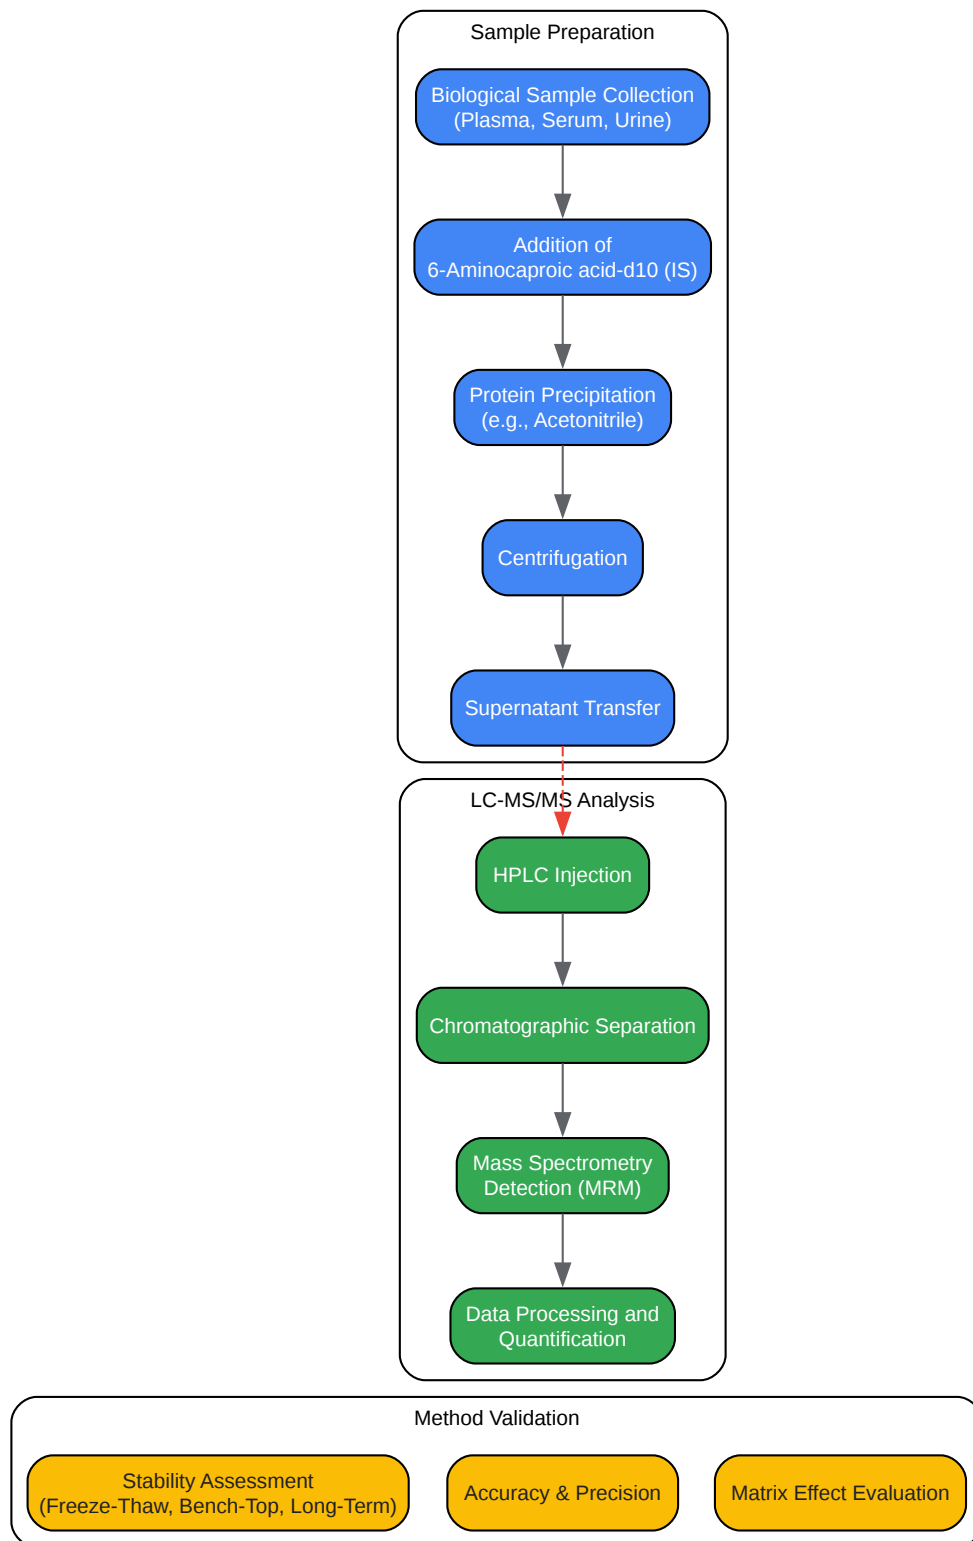 Sample Preparation
Biological Sample Collection
(Plasma, Serum, Urine)
Addition of
6-Aminocaproic acid-d10 (IS)
Protein Precipitation
(e.g., Acetonitrile)
Centrifugation
Supernatant Transfer
LC-MS/MS Analysis
HPLC Injection
Chromatographic Separation
Mass Spectrometry
Detection (MRM)
Data Processing and
Quantification
Method Validation
Stability Assessment
(Freeze-Thaw, Bench-Top, Long-Term)
Accuracy & Precision
Matrix Effect Evaluation